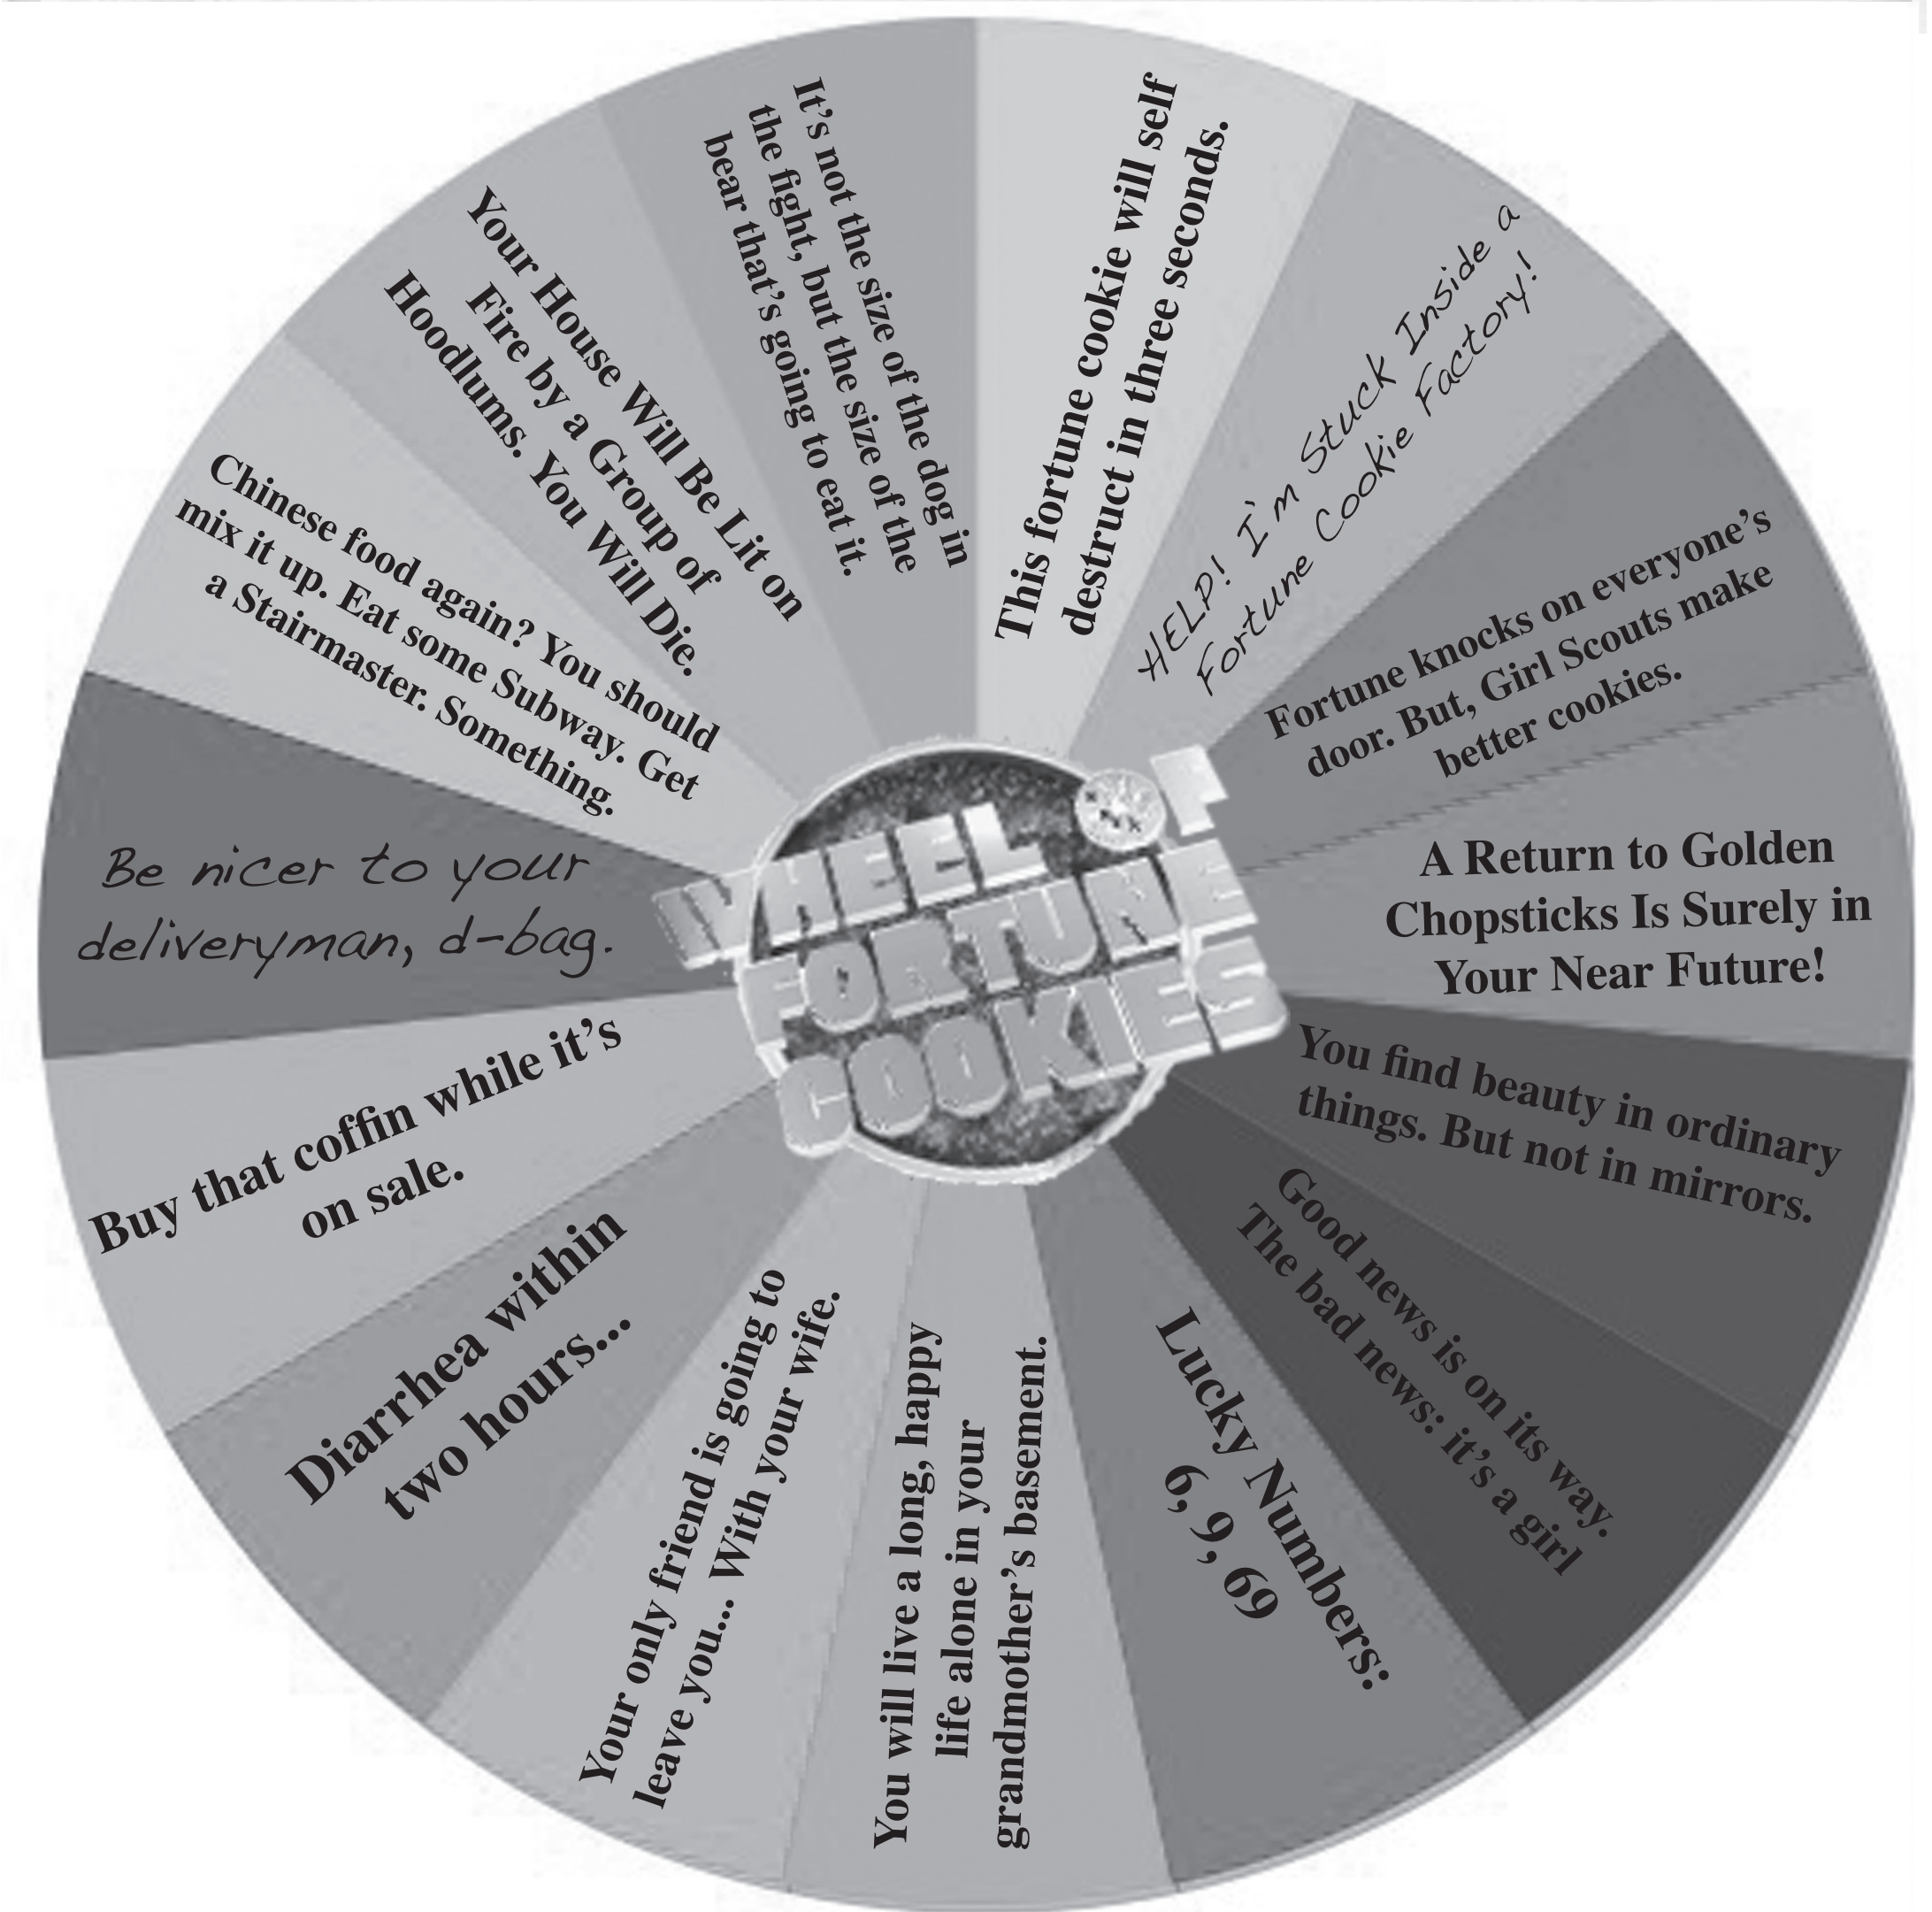 This fortune cookie will self
destruct in three seconds.
HELP! I'm Stuck Inside a
Fortune Cookie Factory!
Fortune knocks on everyone's
door. But, Girl Scouts make
better cookies.
A Return to Golden
Chopsticks Is Surely in
Your Near Future!
You find beauty in ordinary
things. But not in mirrors.
Good news is on its way.
The bad news: it's a girl
Lucky Numbers:
6, 9, 69
You will live a long, happy
life alone in your
grandmother's basement.
Your only friend is going to
leave you... With your wife.
Diarrhea within
two hours...
Buy that coffin while it's
on sale.
Be nicer to your
deliveryman, d-bag.
Chinese food again? You should
mix it up. Eat some Subway. Get
a Stairmaster. Something.
Your House Will Be Lit on
Fire by a Group of
Hoodlums. You Will Die.
It's not the size of the dog in
the fight, but the size of the
bear that's going to eat it.
WHEEL OF
FORTUNE
COOKIES